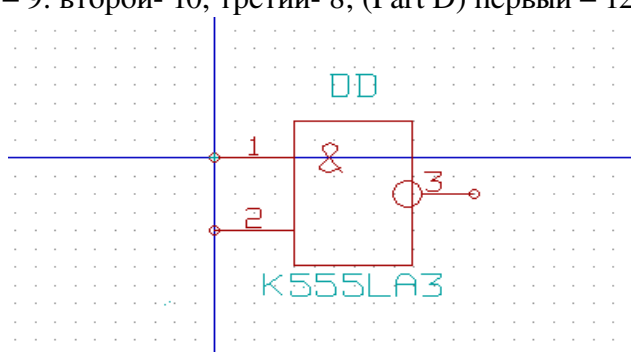 – 9. второй- 10, третий- 8; (Part D) первый – 12
DD
1
&
3
2
K555LA3